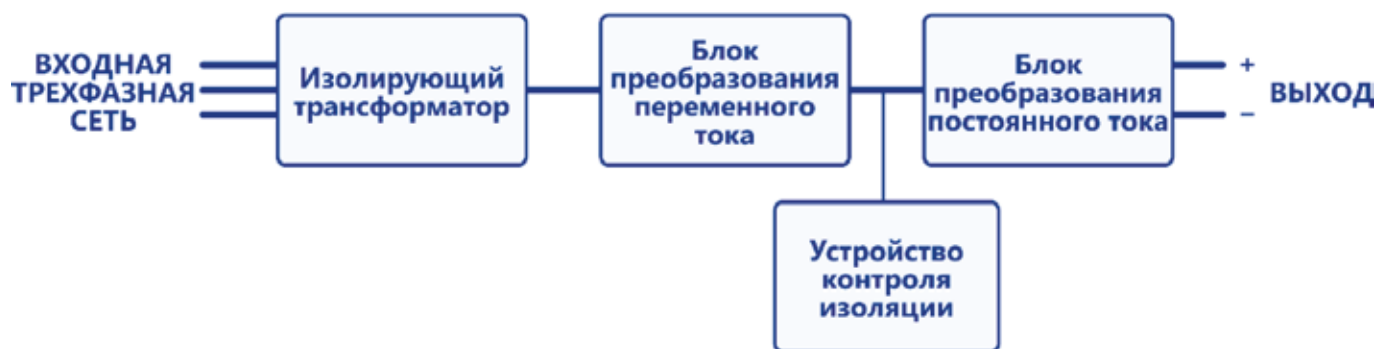 ВХОДНАЯ
ТРЕХФАЗНАЯ
СЕТЬ
Изолирующий
трансформатор
Блок
преобразования
переменного
тока
Блок
преобразования
постоянного тока
+
−
ВЫХОД
Устройство
контроля
изоляции